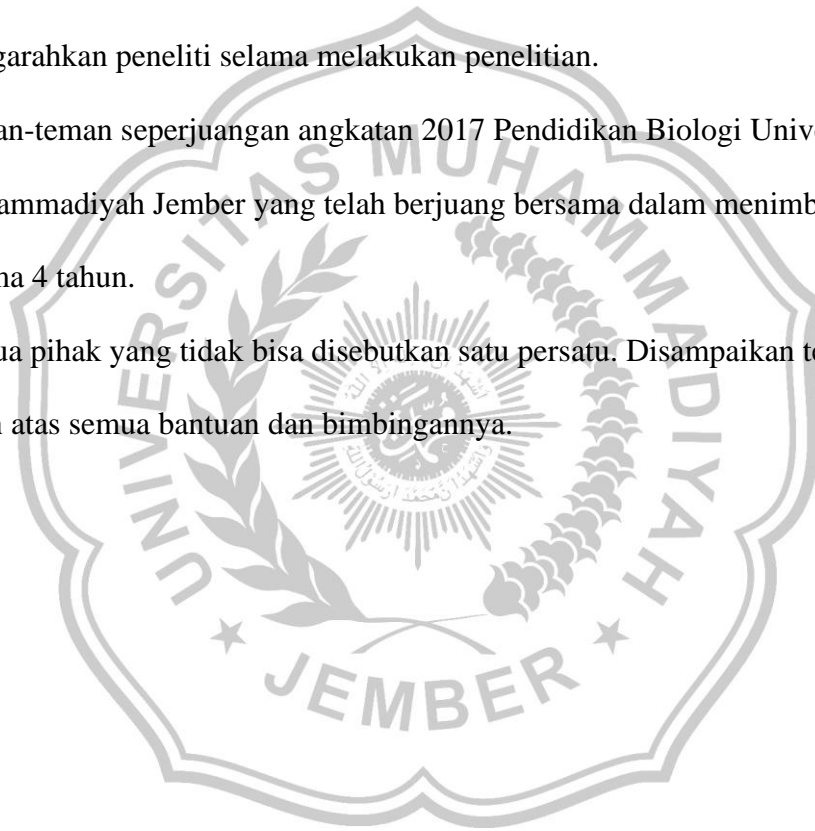 garahkan peneliti selama melakukan penelitian.
an-teman seperjuangan angkatan 2017 Pendidikan Biologi Unive
ammadiyah Jember yang telah berjuang bersama dalam menimb
na 4 tahun.
ua pihak yang tidak bisa disebutkan satu persatu. Disampaikan te
n atas semua bantuan dan bimbingannya.
UNIVERSITAS MUHAMMADIYAH
JEMBER